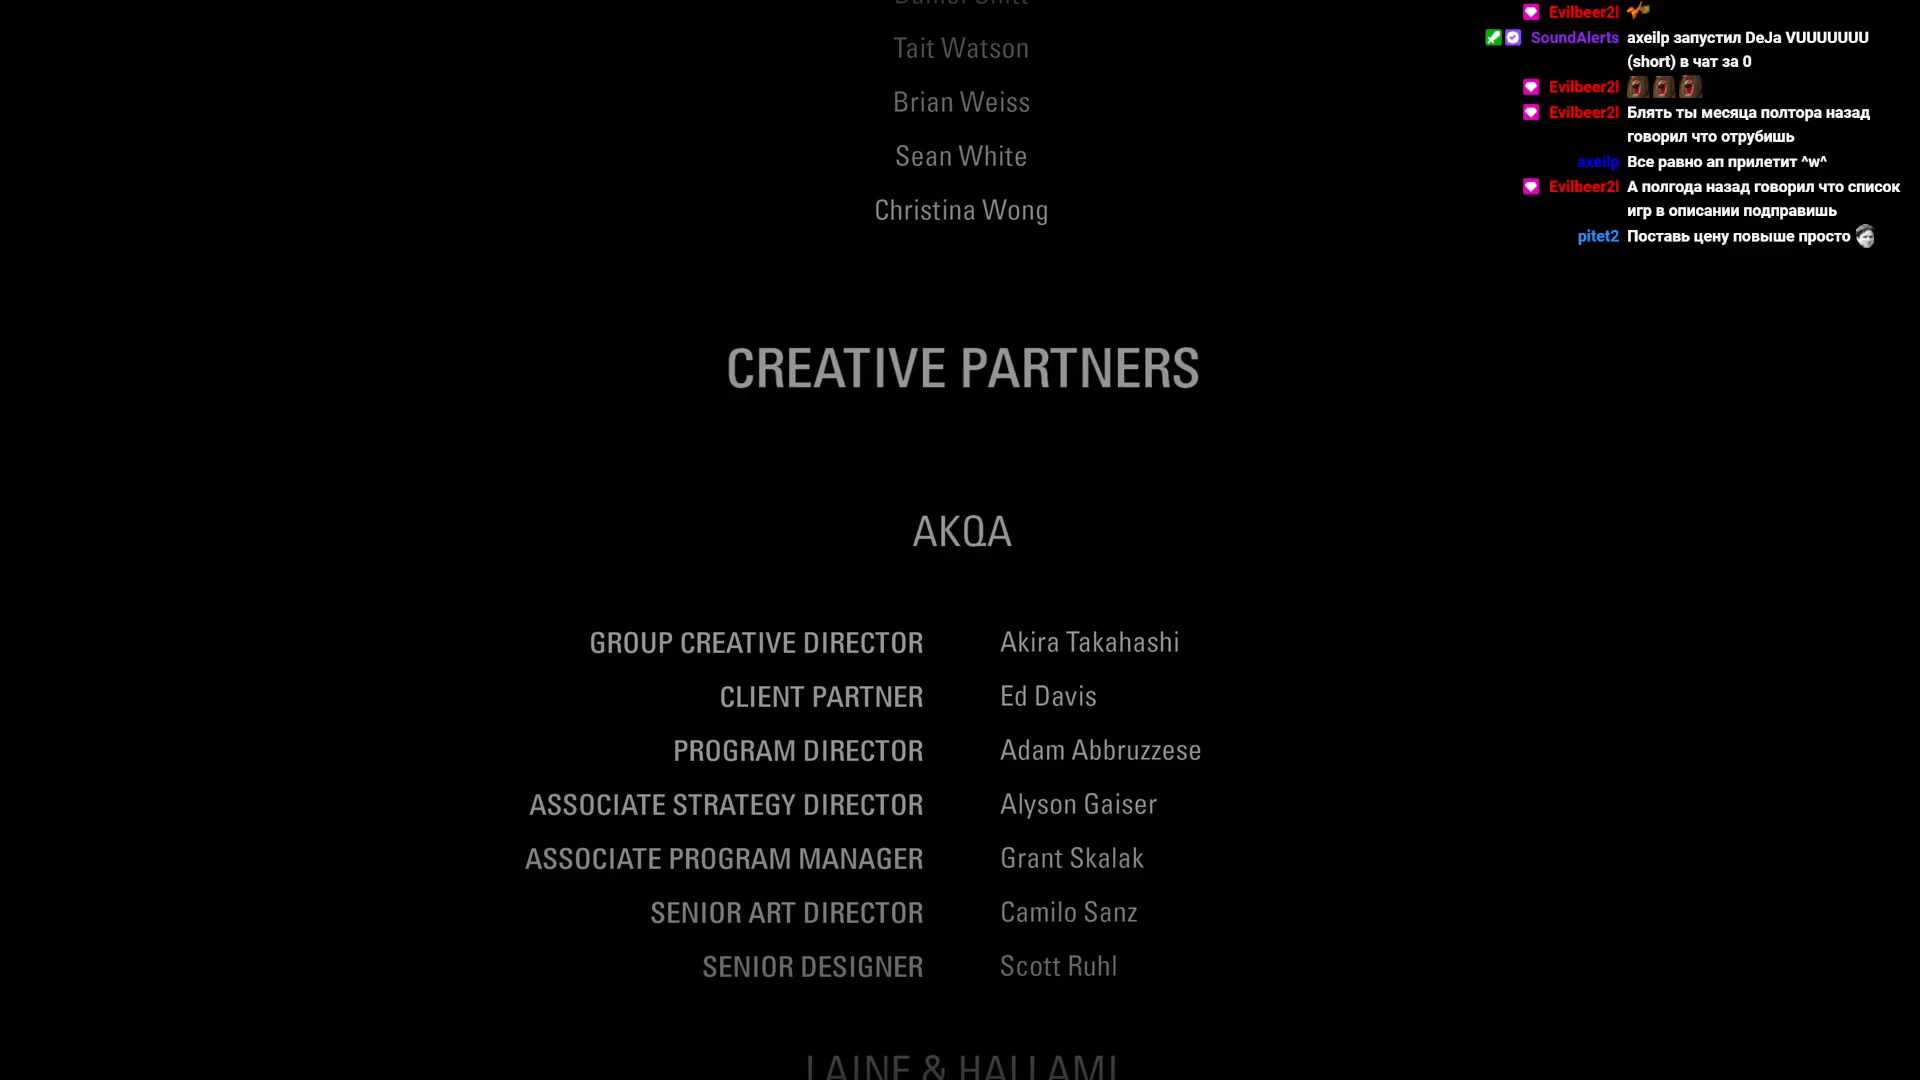 Tait Watson
Brian Weiss
Sean White
Christina Wong
CREATIVE PARTNERS
AKQA
GROUP CREATIVE DIRECTOR Akira Takahashi
CLIENT PARTNER Ed Davis
PROGRAM DIRECTOR Adam Abbruzzese
ASSOCIATE STRATEGY DIRECTOR Alyson Gaiser
ASSOCIATE PROGRAM MANAGER Grant Skalak
SENIOR ART DIRECTOR Camilo Sanz
SENIOR DESIGNER Scott Ruhl
LAINE &
Evilbeer2l
SoundAlerts axeilp запустил DeJa VUUUUUUU
(short) в чат за 0
Evilbeer2l
Evilbeer2l Блять ты месяца полтора назад
говорил что отрубишь
axeilp Все равно ап прилетит ^w^
Evilbeer2l А полгода назад говорил что список
игр в описании подправишь
pitet2 Поставь цену повыше просто